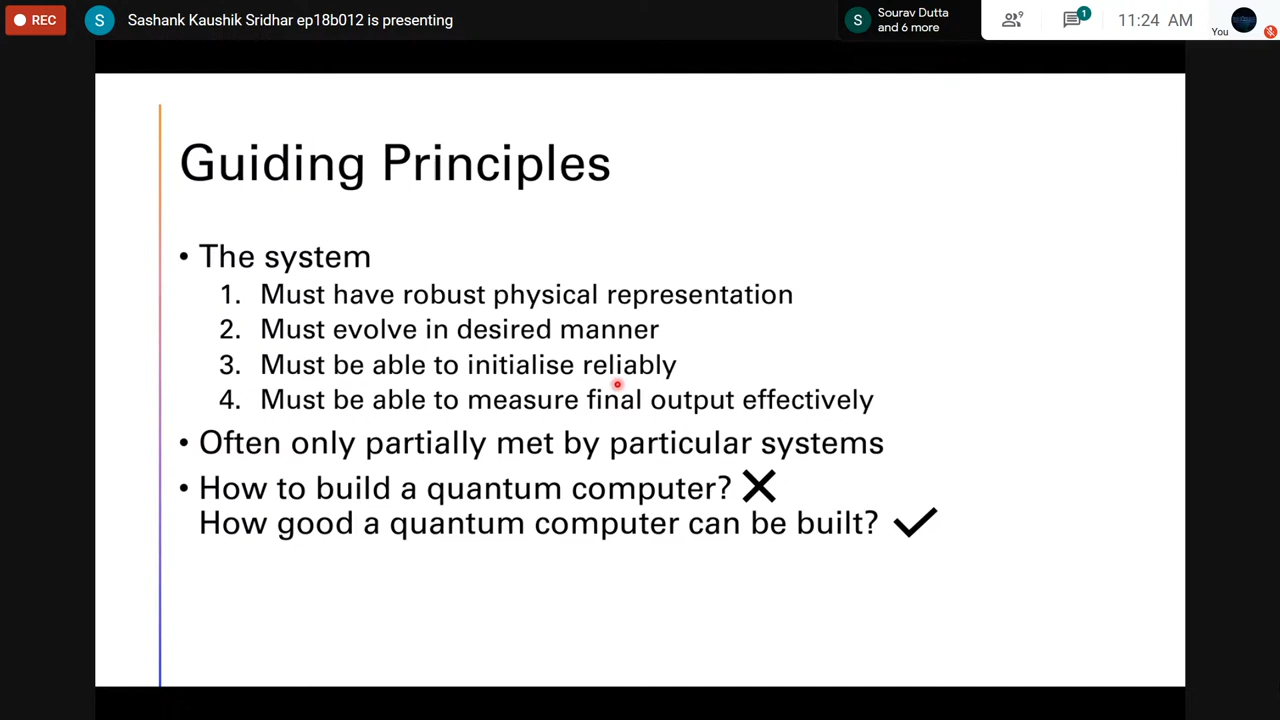 REC
S
Sashank Kaushik Sridhar ep18b012 is presenting
S
Sourav Dutta
and 6 more
9
1
11:24 AM
You
Guiding Principles
• The system
1. Must have robust physical representation
2. Must evolve in desired manner
3. Must be able to initialise reliably
4. Must be able to measure final output effectively
• Often only partially met by particular systems
• How to build a quantum computer?
How good a quantum computer can be built?